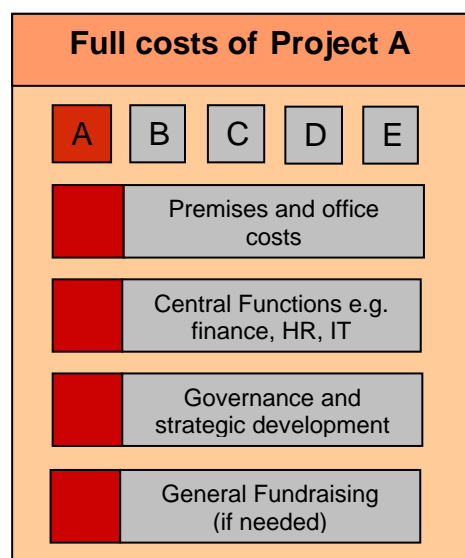 Full costs of Project A
A B C D E
Premises and office
costs
Central Functions e.g.
finance, HR, IT
Governance and
strategic development
General Fundraising
(if needed)